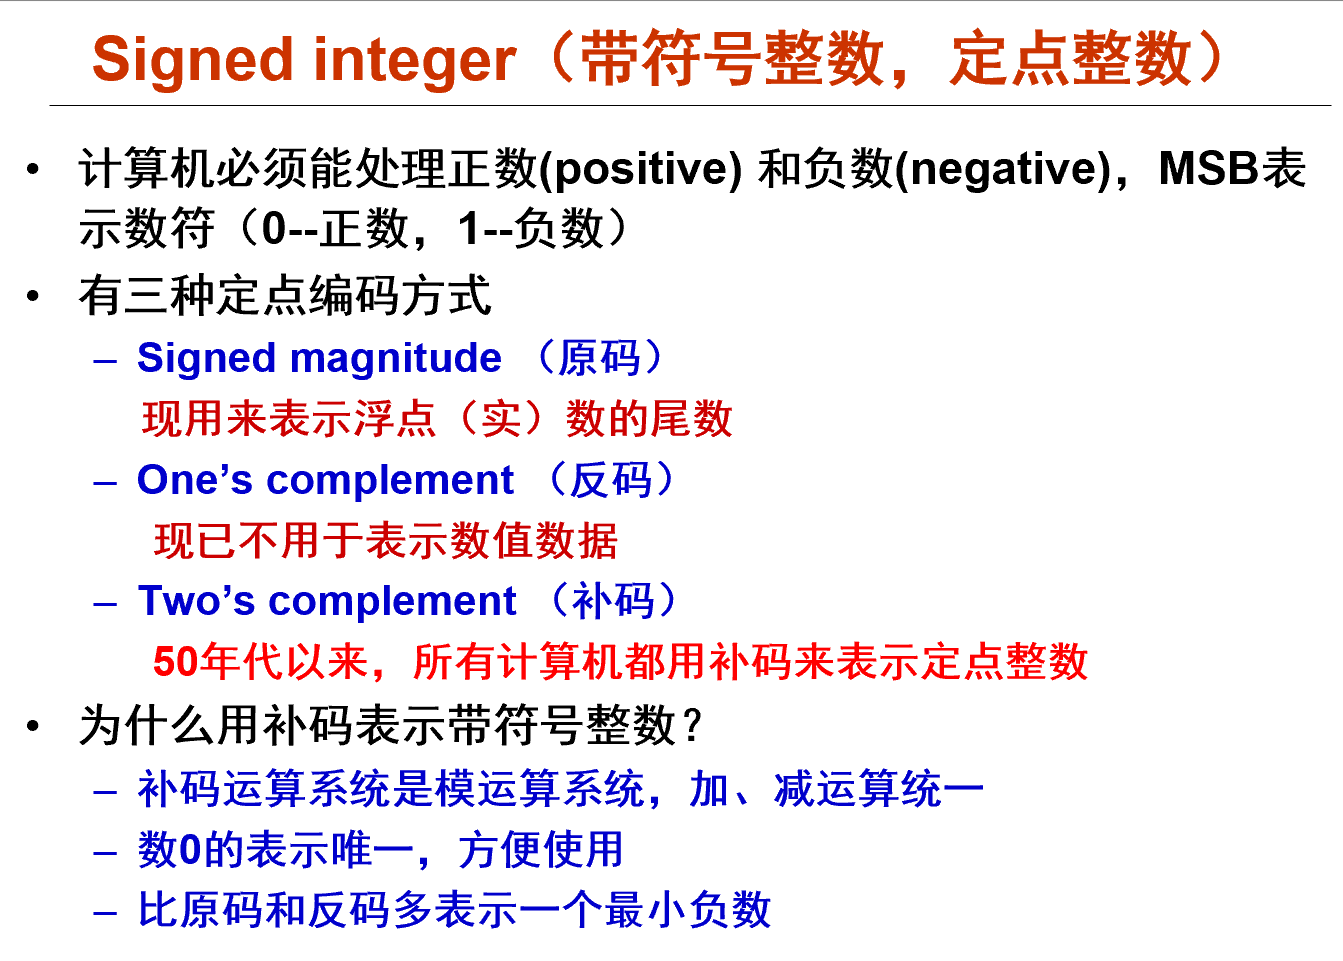 Signed integer（带符号整数，定点整数）
• 计算机必须能处理正数(positive) 和负数(negative)，MSB表
示数符（0--正数，1--负数）
• 有三种定点编码方式
– Signed magnitude （原码）
现用来表示浮点（实）数的尾数
– One’s complement （反码）
现已不用于表示数值数据
– Two’s complement （补码）
50年代以来，所有计算机都用补码来表示定点整数
• 为什么用补码表示带符号整数？
– 补码运算系统是模运算系统，加、减运算统一
– 数0的表示唯一，方便使用
– 比原码和反码多表示一个最小负数